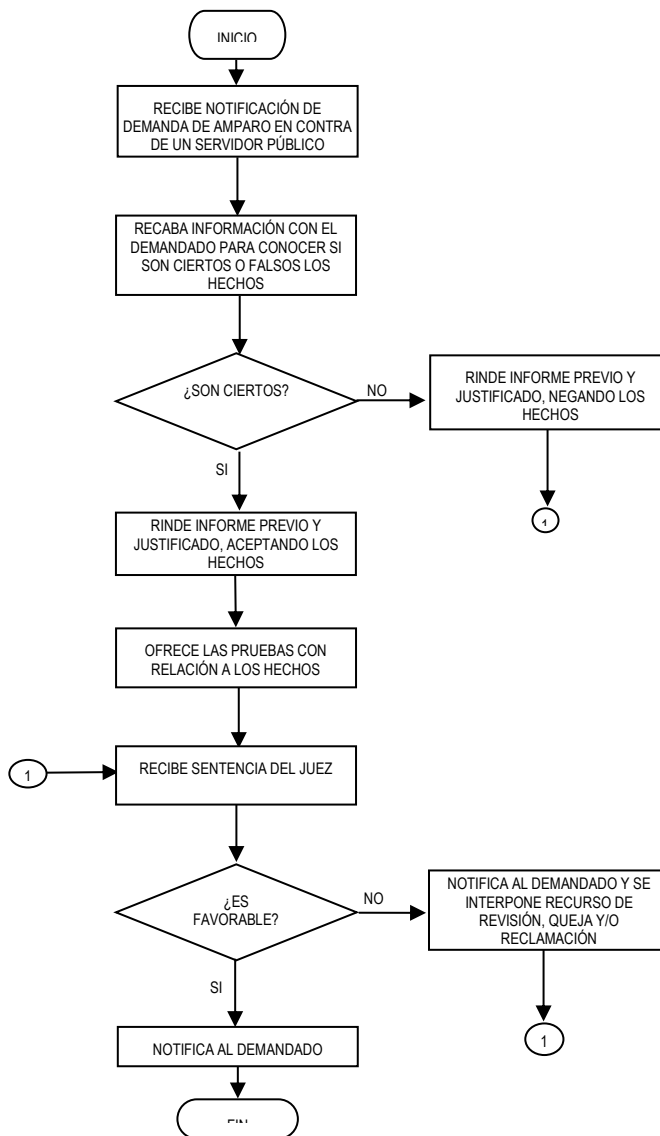 INICIO
RECIBE NOTIFICACIÓN DE
DEMANDA DE AMPARO EN CONTRA
DE UN SERVIDOR PÚBLICO
RECABA INFORMACIÓN CON EL
DEMANDADO PARA CONOCER SI
SON CIERTOS O FALSOS LOS
HECHOS
¿SON CIERTOS?
NO
RINDE INFORME PREVIO Y
JUSTIFICADO, NEGANDO LOS
HECHOS
SI
1
RINDE INFORME PREVIO Y
JUSTIFICADO, ACEPTANDO LOS
HECHOS
OFRECE LAS PRUEBAS CON
RELACIÓN A LOS HECHOS
1
RECIBE SENTENCIA DEL JUEZ
¿ES
FAVORABLE?
NO
NOTIFICA AL DEMANDADO Y SE
INTERPONE RECURSO DE
REVISIÓN, QUEJA Y/O
RECLAMACIÓN
SI
1
NOTIFICA AL DEMANDADO
FIN